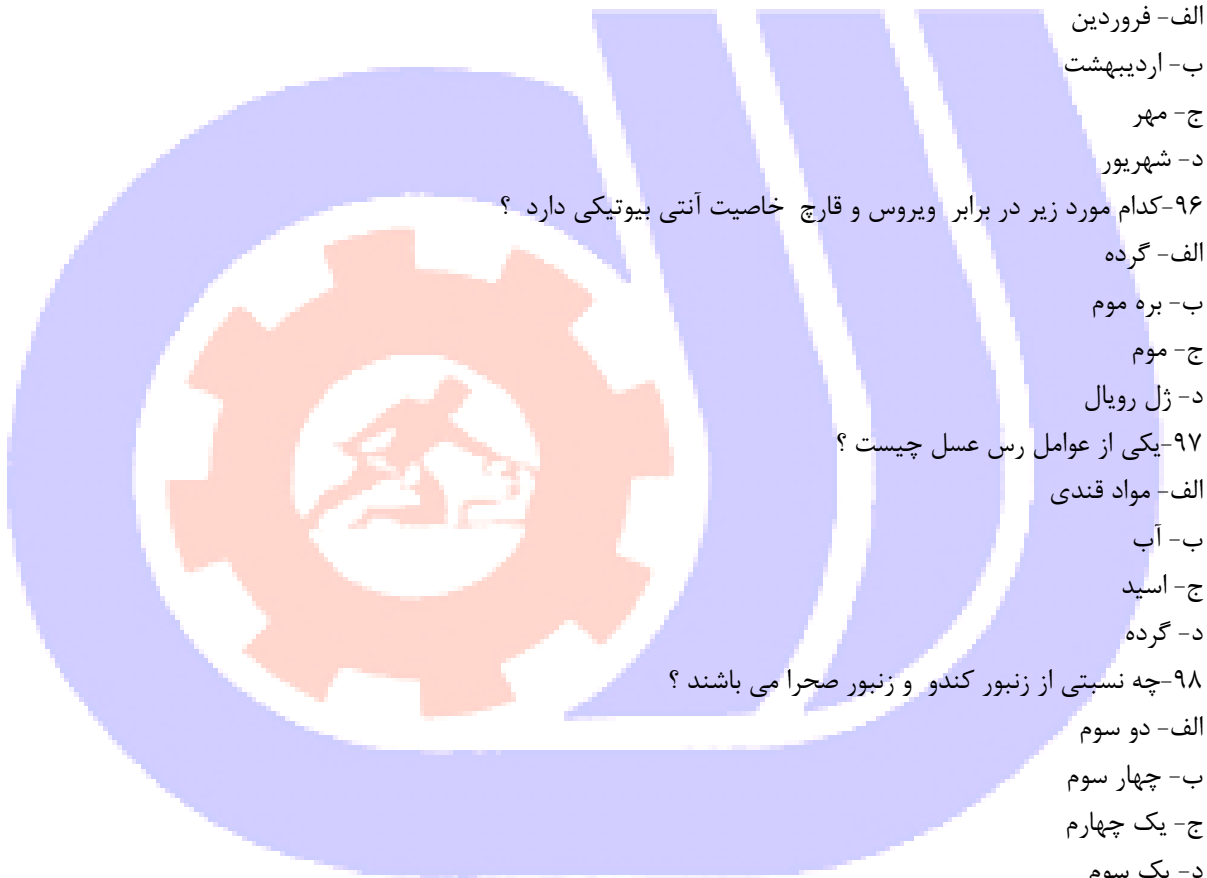 الف- فروردین
ب- اردیبهشت
ج- مهر
د- شهریور
۹۶-کدام مورد زیر در برابر ویروس و قارچ خاصیت آنتی بیوتیکی دارد ؟
الف- گرده
ب- بره موم
ج- موم
د- ژل رویال
۹۷-یکی از عوامل رس عسل چیست ؟
الف- مواد قندی
ب- آب
ج- اسید
د- گرده
۹۸-چه نسبتی از زنبور کندو و زنبور صحرا می باشند ؟
الف- دو سوم
ب- چهار سوم
ج- یک چهارم
د- یک سوم